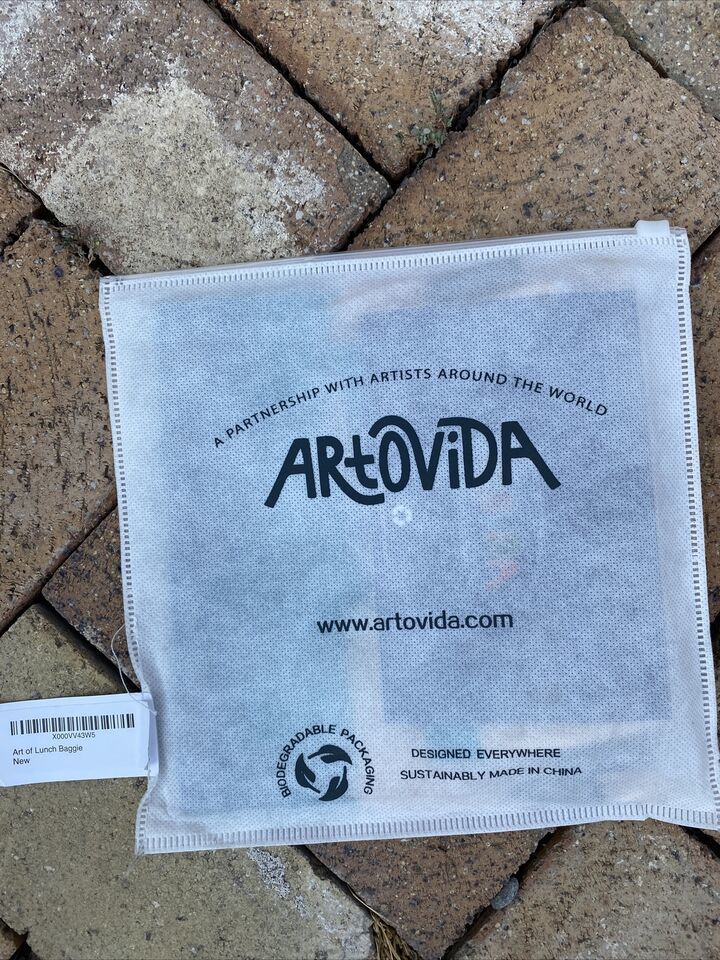 A PARTNERSHIP WITH ARTISTS AROUND THE WORLD
ARtOViDA
www.artovida.com
BIODEGRADABLE PACKAGING
DESIGNED EVERYWHERE
SUSTAINABLY MADE IN CHINA
X000VV43W5
Art of Lunch Baggie
New